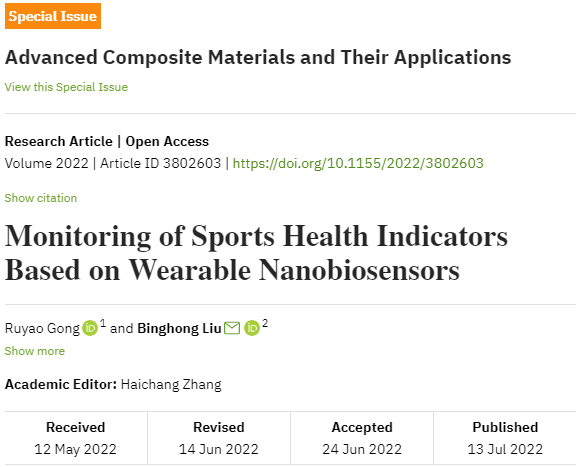 Special Issue
Advanced Composite Materials and Their Applications
View this Special Issue
Research Article | Open Access
Volume 2022 | Article ID 3802603 | https://doi.org/10.1155/2022/3802603
Show citation
Monitoring of Sports Health Indicators
Based on Wearable Nanobiosensors
Ruyao Gong iD 1 and Binghong Liu iD 2
Show more
Academic Editor: Haichang Zhang
Received Revised Accepted Published
12 May 2022 14 Jun 2022 24 Jun 2022 13 Jul 2022